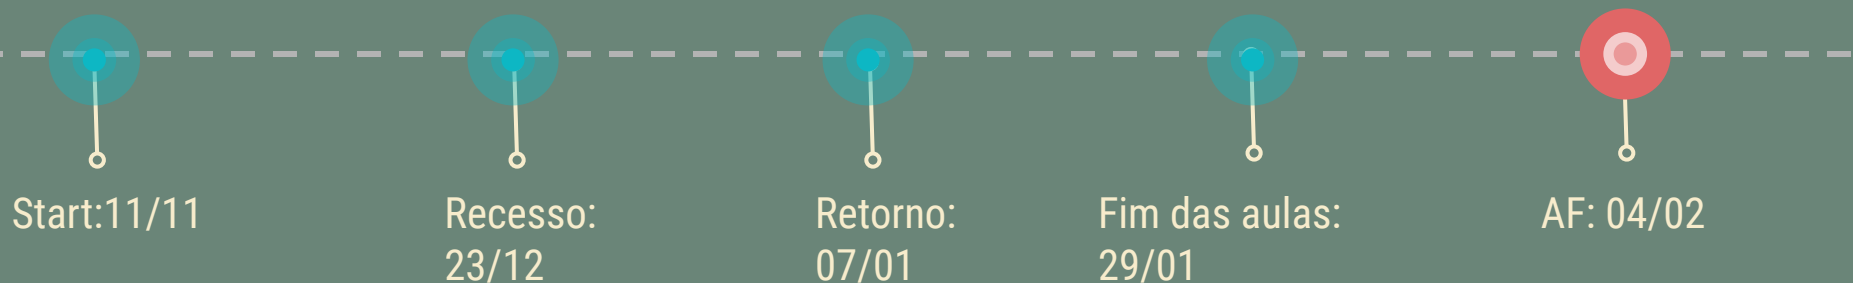 Start:11/11
Recesso:
23/12
Retorno:
07/01
Fim das aulas:
29/01
AF: 04/02